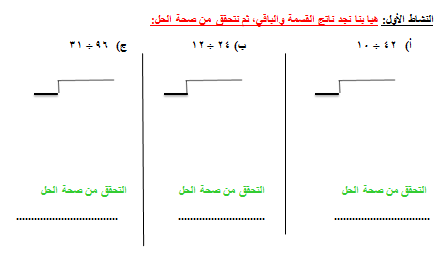 النشاط الأول: هيا بنا نجد ناتج القسمة والباقي، ثم نتحقق من صحة الحل:
أ) ٤٢ ÷ ١٠
ب) ٢٤ ÷ ١٢
ج) ٩٦ ÷ ٣١
التحقق من صحة الحل
التحقق من صحة الحل
التحقق من صحة الحل
................................
.............................
..................................